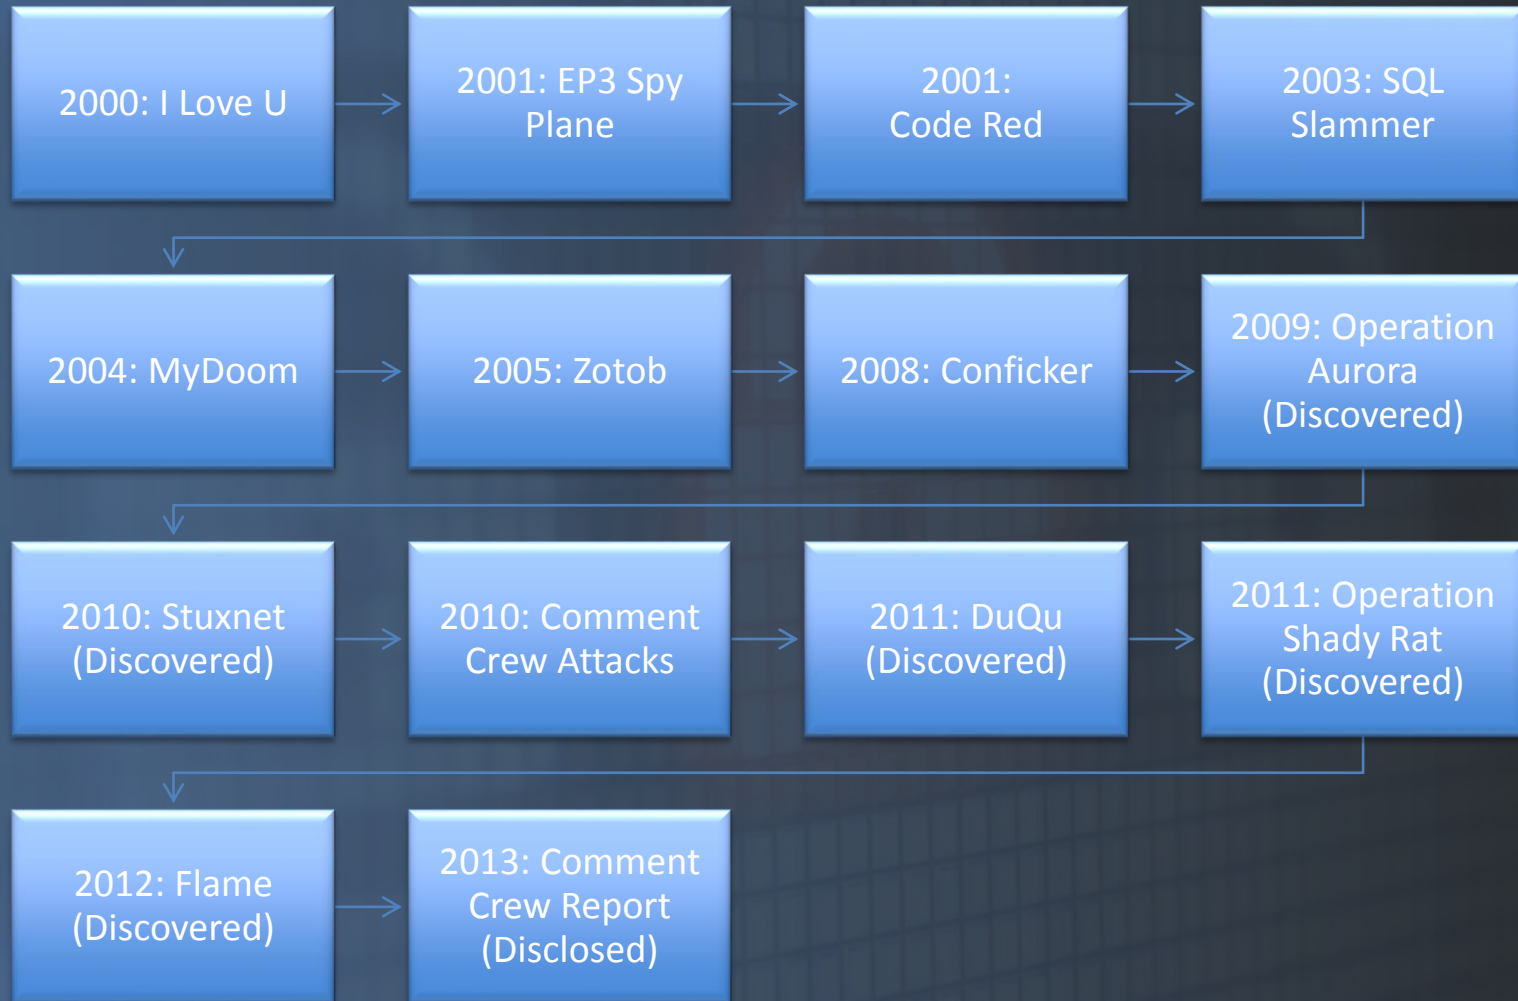 2000: I Love U
2001: EP3 Spy
Plane
2001:
Code Red
2003: SQL
Slammer
2004: MyDoom
2005: Zotob
2008: Conficker
2009: Operation
Aurora
(Discovered)
2010: Stuxnet
(Discovered)
2010: Comment
Crew Attacks
2011: DuQu
(Discovered)
2011: Operation
Shady Rat
(Discovered)
2012: Flame
(Discovered)
2013: Comment
Crew Report
(Disclosed)